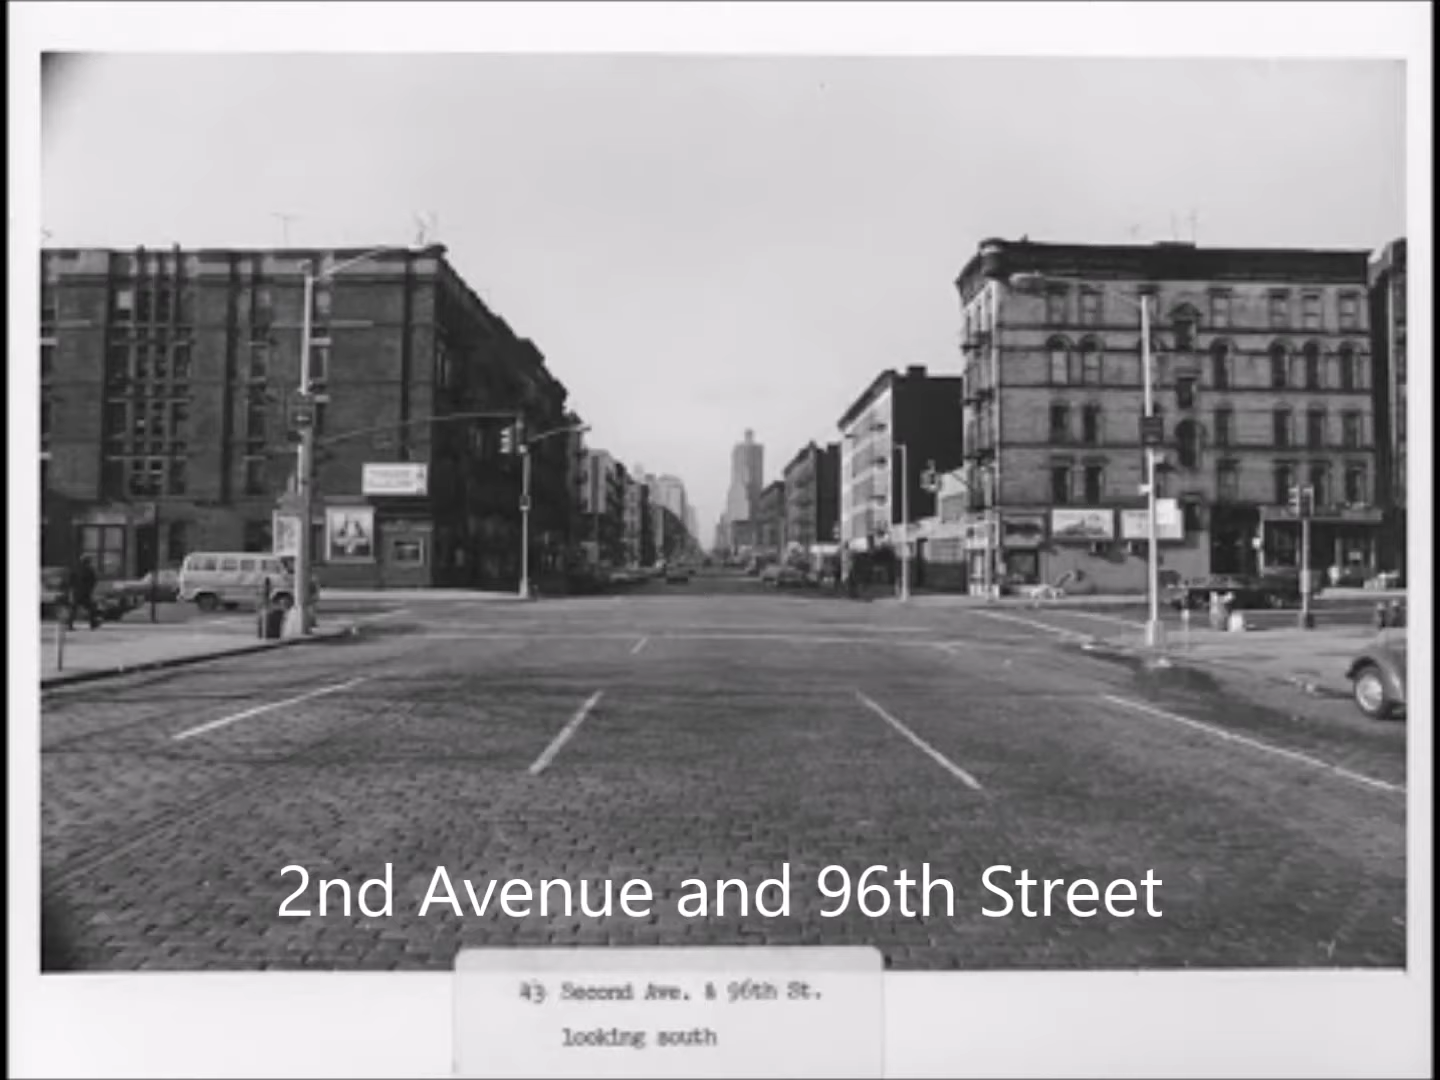 2nd Avenue and 96th Street
43 Second Ave. & 96th St.
looking south